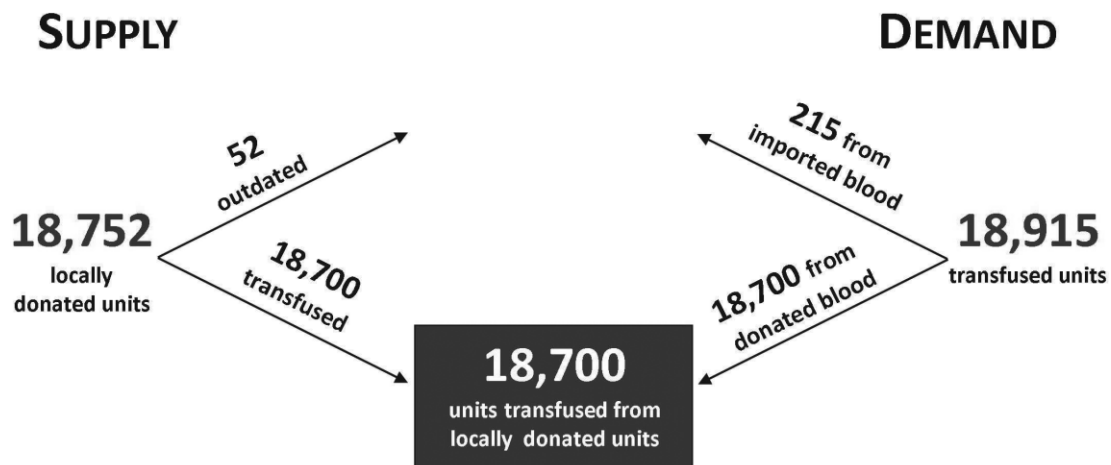 SUPPLY
DEMAND
52
outdated
215 from
imported blood
18,752
locally
donated units
18,700
transfused
18,915
transfused units
18,700 from
donated blood
18,700
units transfused from
locally donated units